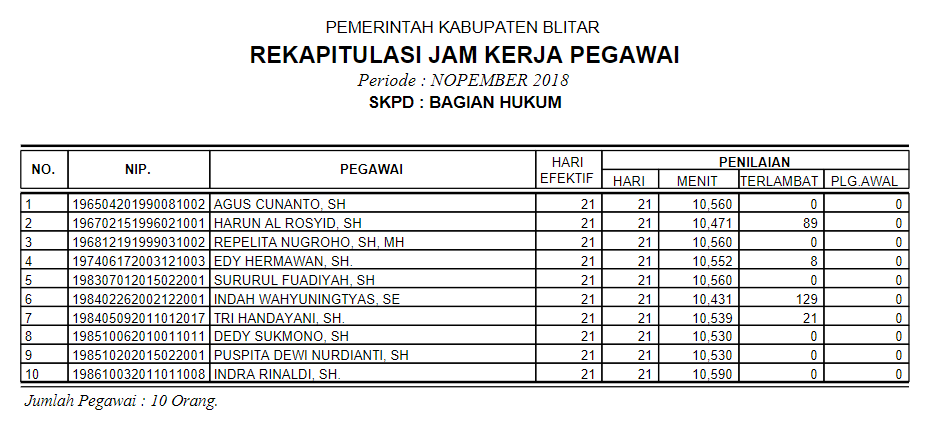 PEMERINTAH KABUPATEN BLITAR
REKAPITULASI JAM KERJA PEGAWAI
Periode : NOPEMBER 2018
SKPD : BAGIAN HUKUM
NO. NIP. PEGAWAI HARI EFEKTIF PENILAIAN
HARI MENIT TERLAMBAT PLG.AWAL
1 196504201990081002 AGUS CUNANTO, SH 21 21 10,560 0 0
2 196702151996021001 HARUN AL ROSYID, SH 21 21 10,471 89 0
3 196812191999031002 REPELITA NUGROHO, SH, MH 21 21 10,560 0 0
4 197406172003121003 EDY HERMAWAN, SH. 21 21 10,552 8 0
5 198307012015022001 SURURUL FUADIYAH, SH 21 21 10,560 0 0
6 198402262002122001 INDAH WAHYUNINGTYAS, SE 21 21 10,431 129 0
7 198405092011012017 TRI HANDAYANI, SH. 21 21 10,539 21 0
8 198510062010011011 DEDY SUKMONO, SH 21 21 10,530 0 0
9 198510202015022001 PUSPITA DEWI NURDIANTI, SH 21 21 10,530 0 0
10 198610032011011008 INDRA RINALDI, SH. 21 21 10,590 0 0
Jumlah Pegawai : 10 Orang.